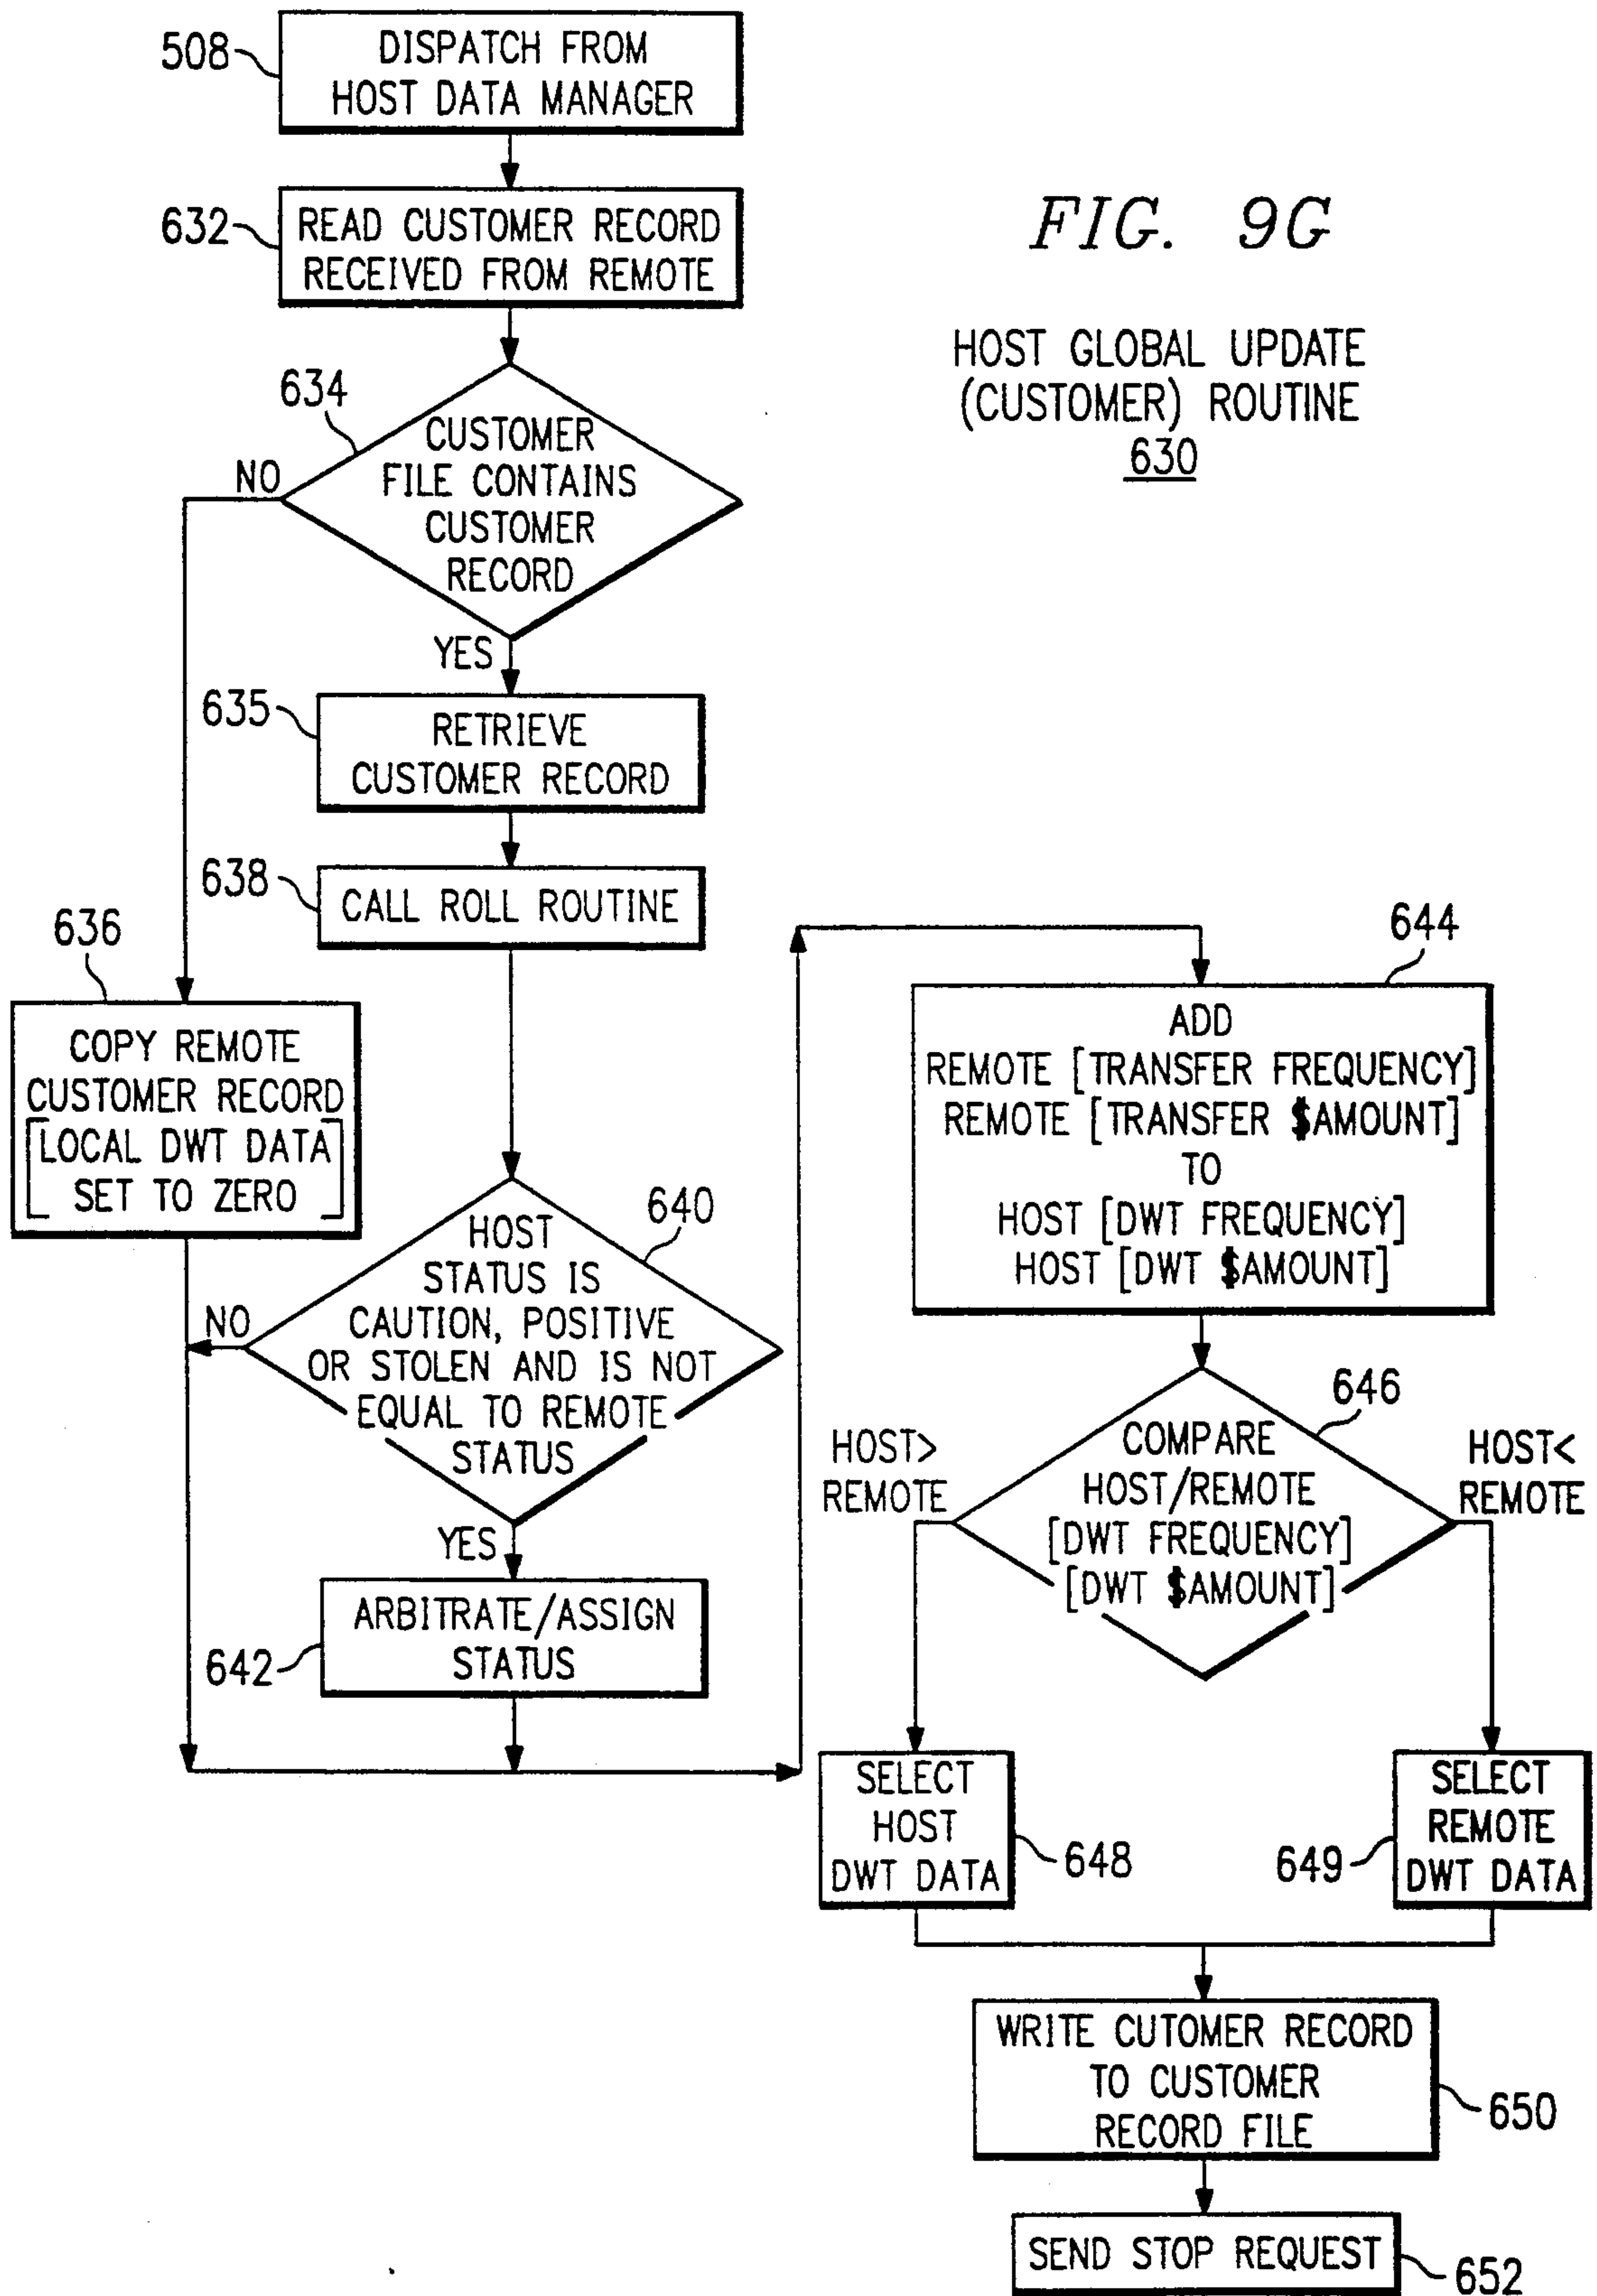 508
DISPATCH FROM
HOST DATA MANAGER
632
READ CUSTOMER RECORD
RECEIVED FROM REMOTE
FIG. 9G
HOST GLOBAL UPDATE
(CUSTOMER) ROUTINE
630
634
CUSTOMER
FILE CONTAINS
CUSTOMER
RECORD
NO
YES
635
RETRIEVE
CUSTOMER RECORD
638
CALL ROLL ROUTINE
636
COPY REMOTE
CUSTOMER RECORD
[LOCAL DWT DATA
SET TO ZERO]
640
HOST
STATUS IS
CAUTION, POSITIVE
OR STOLEN AND IS NOT
EQUAL TO REMOTE
STATUS
NO
YES
642
ARBITRATE/ASSIGN
STATUS
644
ADD
REMOTE [TRANSFER FREQUENCY]
REMOTE [TRANSFER $AMOUNT]
TO
HOST [DWT FREQUENCY]
HOST [DWT $AMOUNT]
646
COMPARE
HOST/REMOTE
[DWT FREQUENCY]
[DWT $AMOUNT]
HOST>
REMOTE
HOST<
REMOTE
SELECT
HOST
DWT DATA
648
649
SELECT
REMOTE
DWT DATA
WRITE CUTOMER RECORD
TO CUSTOMER
RECORD FILE
650
SEND STOP REQUEST
652